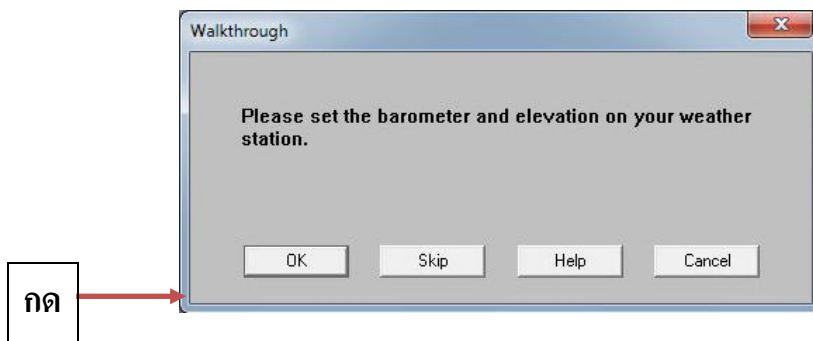 Walkthrough
Please set the barometer and elevation on your weather
station.
OK Skip Help Cancel
กด